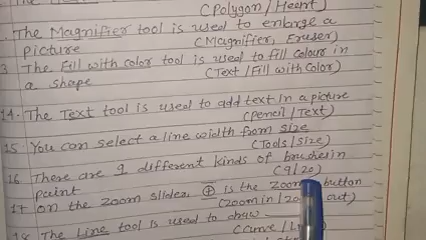 (Polygon / Heart)
The Magnifier tool is used to enlarge a
picture (Magnifier, Eraser)
3 The fill with color tool is used to fill colour in
a shape (Text / Fill with Color)
14. The Text tool is used to add text in a picture
(pencil / Text)
15. You can select a line width from size
(Tools / size)
16 There are 9 different kinds of brushes in
paint (9/20)
17 On the zoom slider, + is the zoom button
(zoom in / out)
18. The Line tool is used to draw
(Curve /